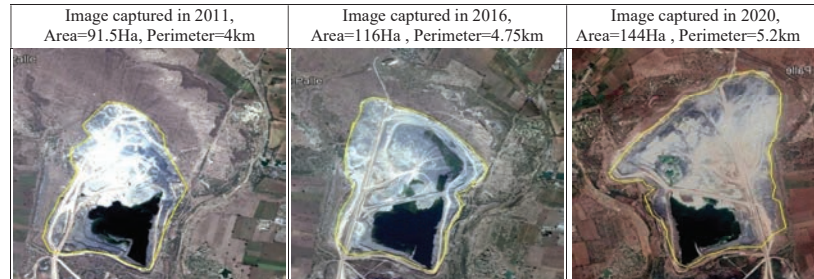 Image captured in 2011,
Area=91.5Ha, Perimeter=4km
Image captured in 2016,
Area=116Ha , Perimeter=4.75km
Image captured in 2020,
Area=144Ha , Perimeter=5.2km